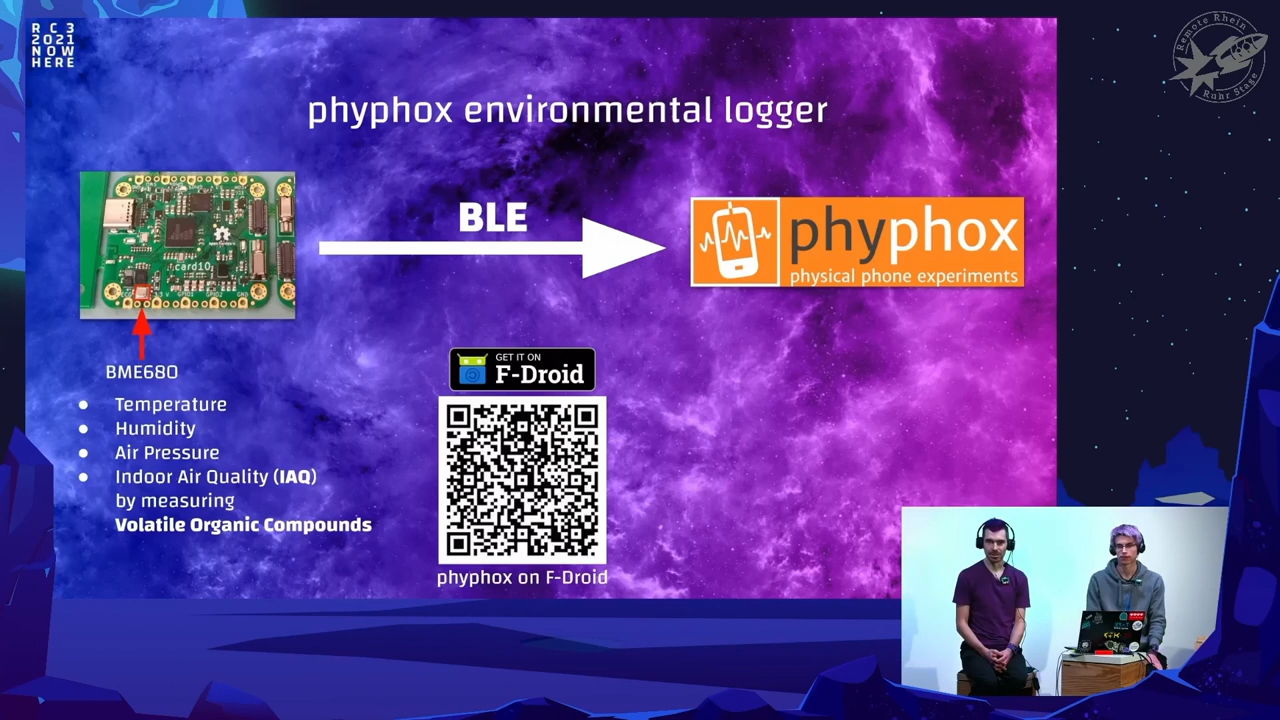 RC3
2021
NOW
HERE
Remote Rhein
Ruhr Stage
phyphox environmental logger
card10
BLE
phyphox
physical phone experiments
BME680
● Temperature
● Humidity
● Air Pressure
● Indoor Air Quality (IAQ)
by measuring
Volatile Organic Compounds
GET IT ON
F-Droid
phyphox on F-Droid